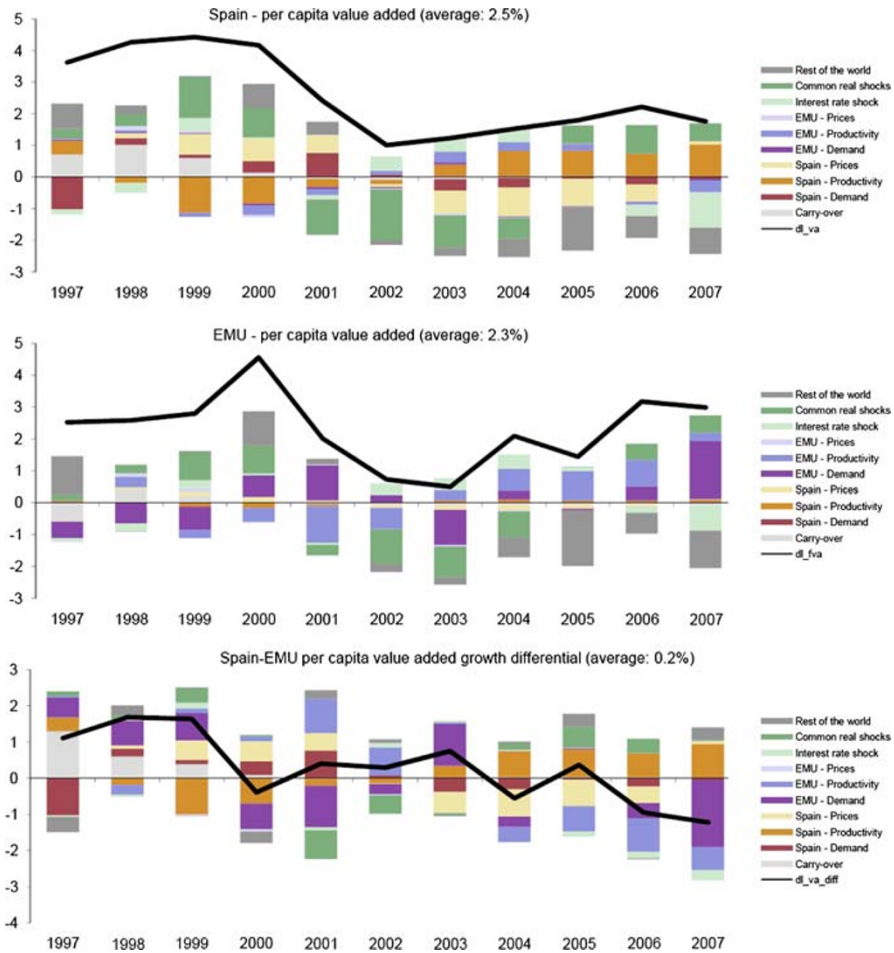 Spain - per capita value added (average: 2.5%)
5
4
3
2
1
0
-1
-2
-3
1997 1998 1999 2000 2001 2002 2003 2004 2005 2006 2007
Rest of the world
Common real shocks
Interest rate shock
EMU - Prices
EMU - Productivity
EMU - Demand
Spain - Prices
Spain - Productivity
Spain - Demand
Carry-over
dl_va
EMU - per capita value added (average: 2.3%)
5
4
3
2
1
0
-1
-2
-3
1997 1998 1999 2000 2001 2002 2003 2004 2005 2006 2007
Rest of the world
Common real shocks
Interest rate shock
EMU - Prices
EMU - Productivity
EMU - Demand
Spain - Prices
Spain - Productivity
Spain - Demand
Carry-over
dl_fva
Spain-EMU per capita value added growth differential (average: 0.2%)
3
2
1
0
-1
-2
-3
-4
1997 1998 1999 2000 2001 2002 2003 2004 2005 2006 2007
Rest of the world
Common real shocks
Interest rate shock
EMU - Prices
EMU - Productivity
EMU - Demand
Spain - Prices
Spain - Productivity
Spain - Demand
Carry-over
dl_va_diff